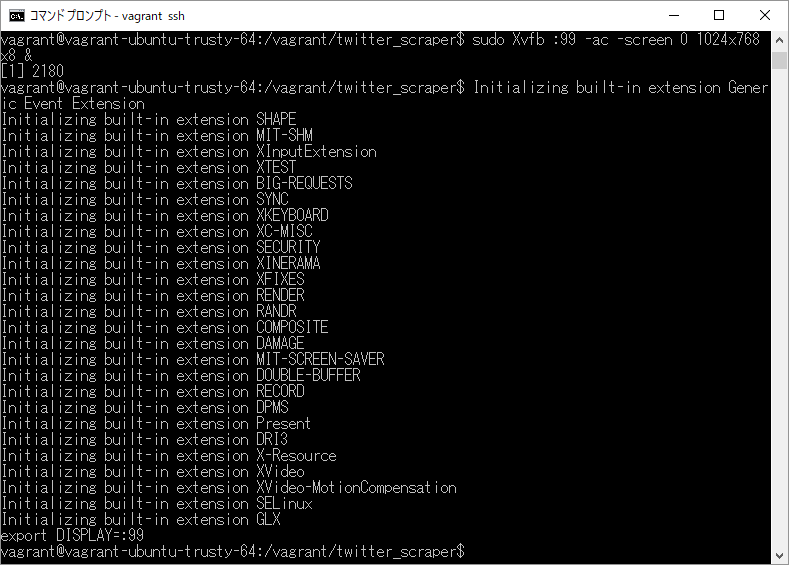 コマンドプロンプト - vagrant ssh
vagrant@vagrant-ubuntu-trusty-64:/vagrant/twitter_scraper$ sudo Xvfb :99 -ac -screen 0 1024x768
x8 &
[1] 2180
vagrant@vagrant-ubuntu-trusty-64:/vagrant/twitter_scraper$ Initializing built-in extension Gener
ic Event Extension
Initializing built-in extension SHAPE
Initializing built-in extension MIT-SHM
Initializing built-in extension XInputExtension
Initializing built-in extension XTEST
Initializing built-in extension BIG-REQUESTS
Initializing built-in extension SYNC
Initializing built-in extension XKEYBOARD
Initializing built-in extension XC-MISC
Initializing built-in extension SECURITY
Initializing built-in extension XINERAMA
Initializing built-in extension XFIXES
Initializing built-in extension RENDER
Initializing built-in extension RANDR
Initializing built-in extension COMPOSITE
Initializing built-in extension DAMAGE
Initializing built-in extension MIT-SCREEN-SAVER
Initializing built-in extension DOUBLE-BUFFER
Initializing built-in extension RECORD
Initializing built-in extension DPMS
Initializing built-in extension Present
Initializing built-in extension DRI3
Initializing built-in extension X-Resource
Initializing built-in extension XVideo
Initializing built-in extension XVideo-MotionCompensation
Initializing built-in extension SELinux
Initializing built-in extension GLX
export DISPLAY=:99
vagrant@vagrant-ubuntu-trusty-64:/vagrant/twitter_scraper$